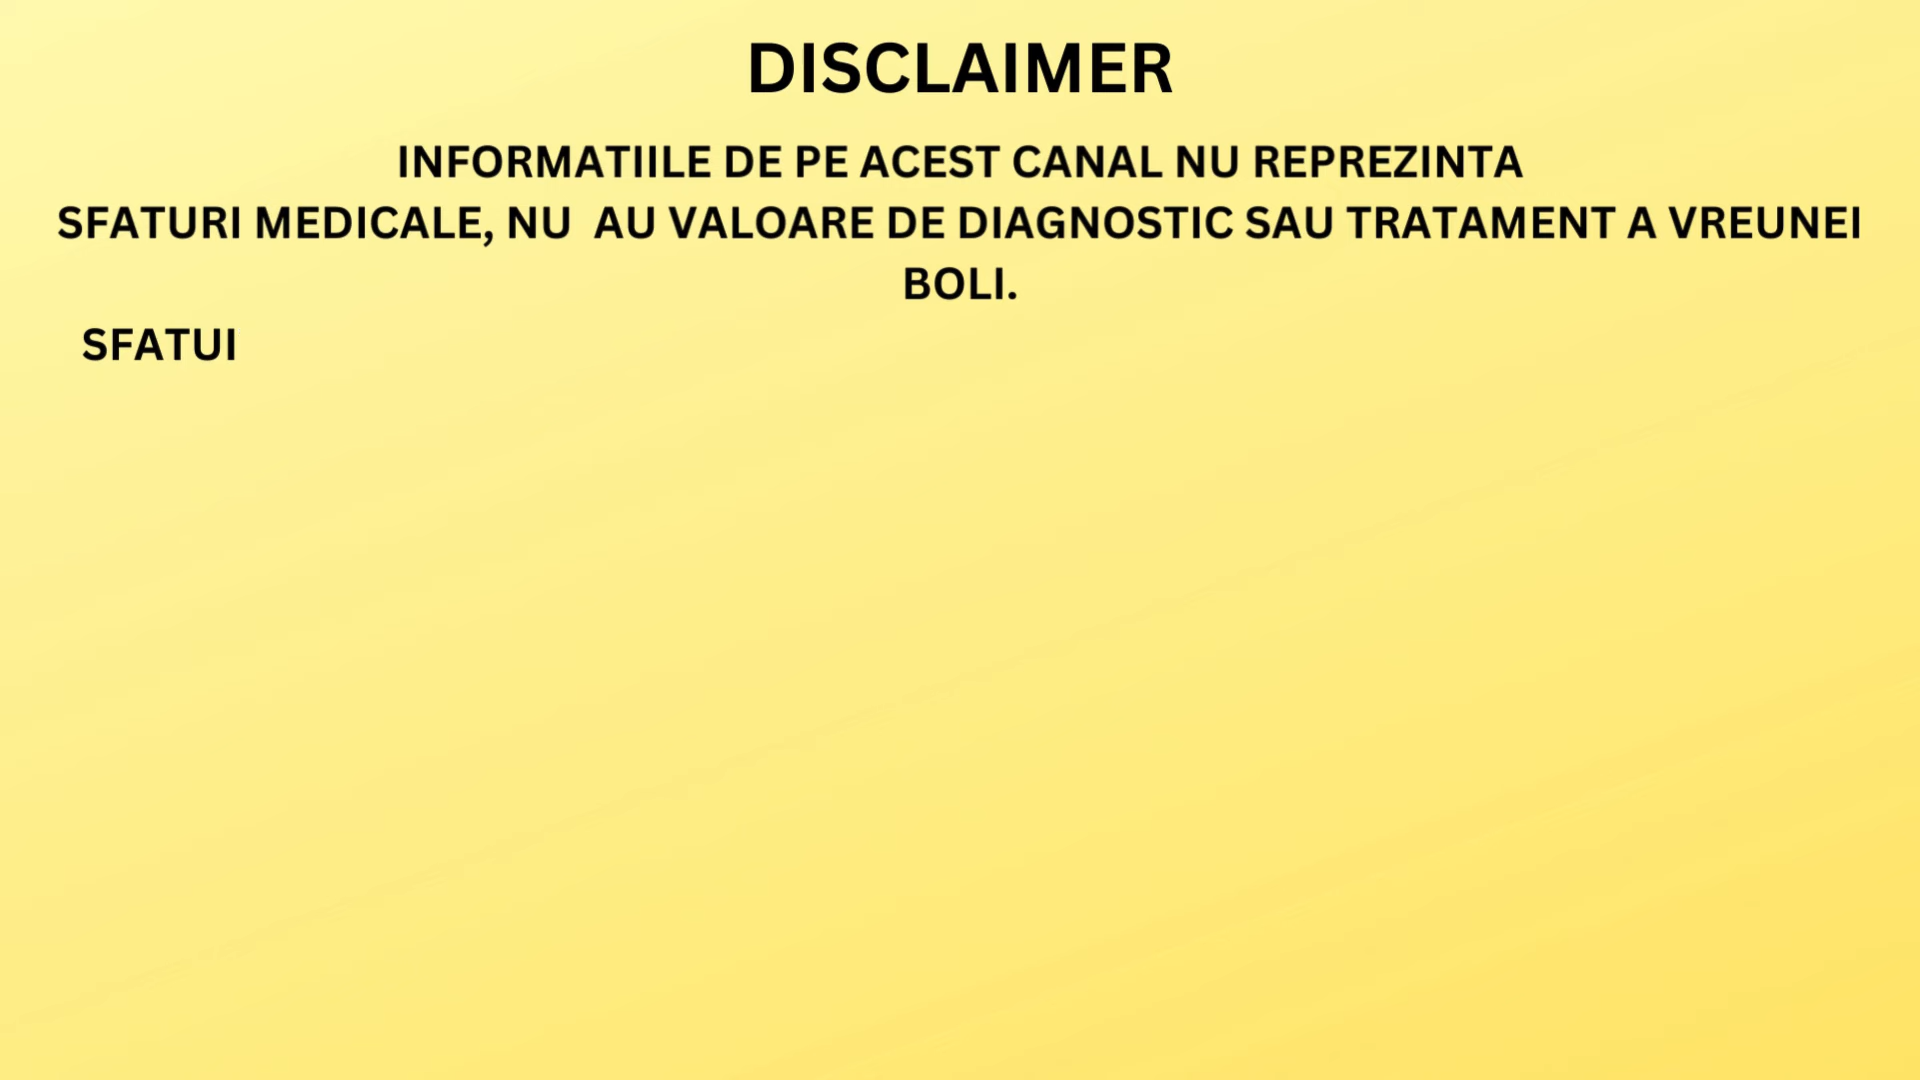 DISCLAIMER
INFORMATIILE DE PE ACEST CANAL NU REPREZINTA
SFATURI MEDICALE, NU  AU VALOARE DE DIAGNOSTIC SAU TRATAMENT A VREUNEI
BOLI.
SFATUI